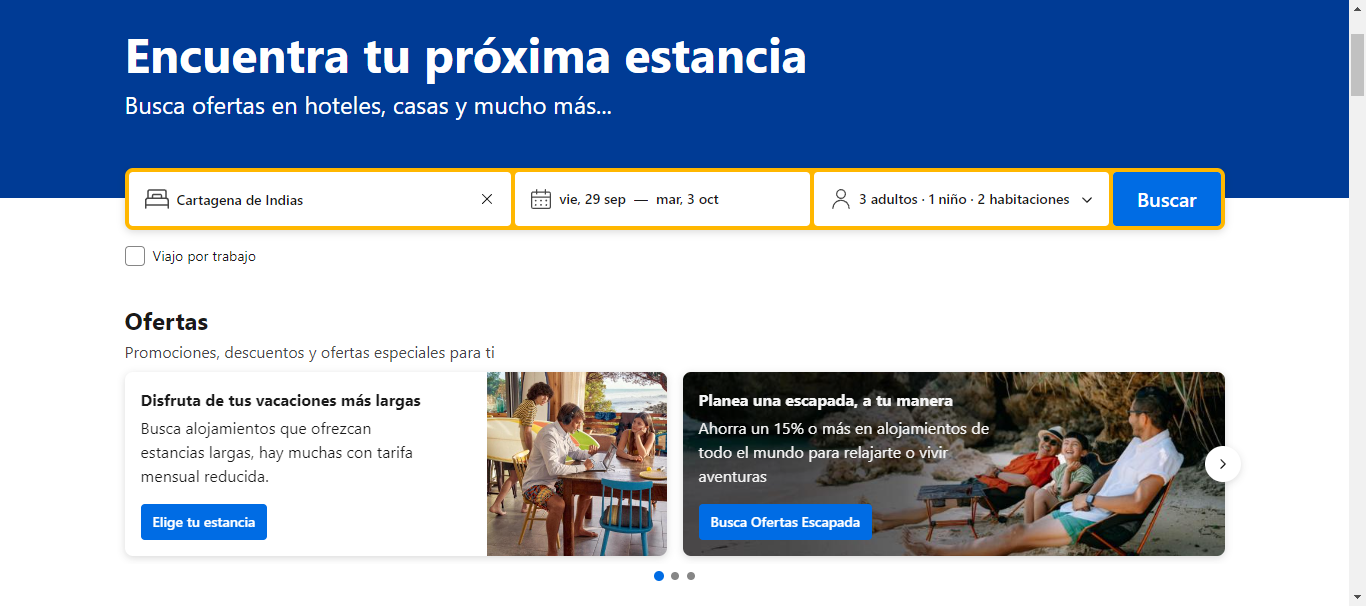 Encuentra tu próxima estancia
Busca ofertas en hoteles, casas y mucho más...
Cartagena de Indias
vie, 29 sep — mar, 3 oct
3 adultos · 1 niño · 2 habitaciones
Buscar
Viajo por trabajo
Ofertas
Promociones, descuentos y ofertas especiales para ti
Disfruta de tus vacaciones más largas
Busca alojamientos que ofrezcan
estancias largas, hay muchas con tarifa
mensual reducida.
Elige tu estancia
Planea una escapada, a tu manera
Ahorra un 15% o más en alojamientos de
todo el mundo para relajarte o vivir
aventuras
Busca Ofertas Escapada